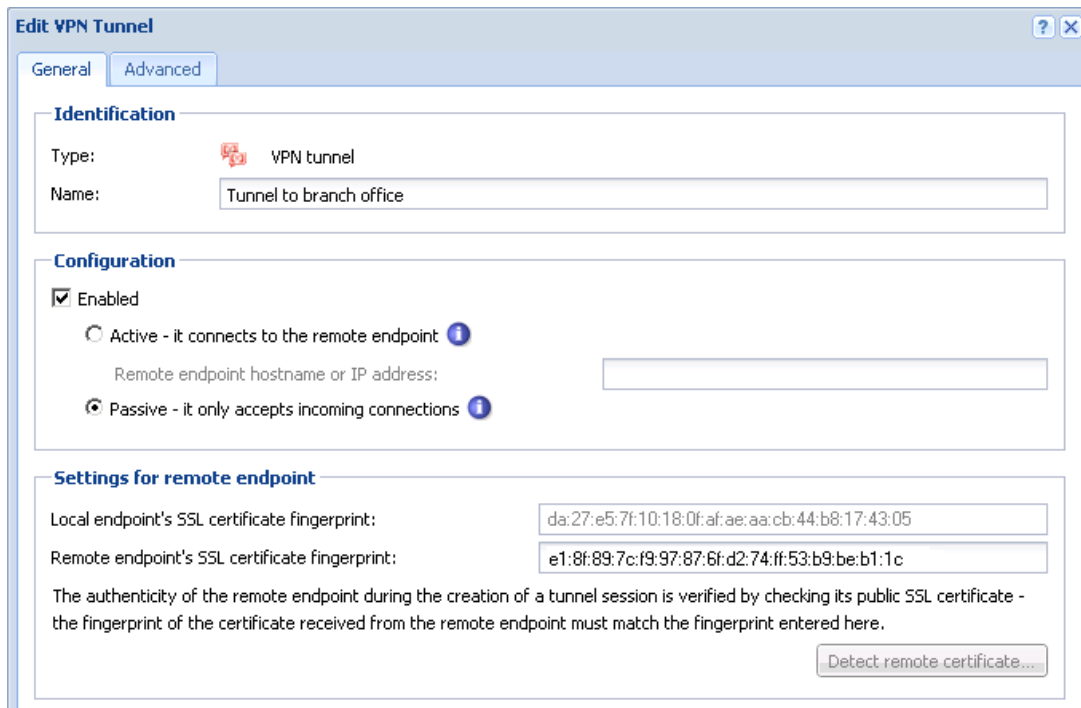 Edit VPN Tunnel
General Advanced
Identification
Type: VPN tunnel
Name: Tunnel to branch office
Configuration
Enabled
Active - it connects to the remote endpoint
Remote endpoint hostname or IP address:
Passive - it only accepts incoming connections
Settings for remote endpoint
Local endpoint's SSL certificate fingerprint: da:27:e5:7f:10:18:0f:af:ae:aa:cb:44:b8:17:43:05
Remote endpoint's SSL certificate fingerprint: e1:8f:89:7c:f9:97:87:6f:d2:74:ff:53:b9:be:b1:1c
The authenticity of the remote endpoint during the creation of a tunnel session is verified by checking its public SSL certificate -
the fingerprint of the certificate received from the remote endpoint must match the fingerprint entered here.
Detect remote certificate...